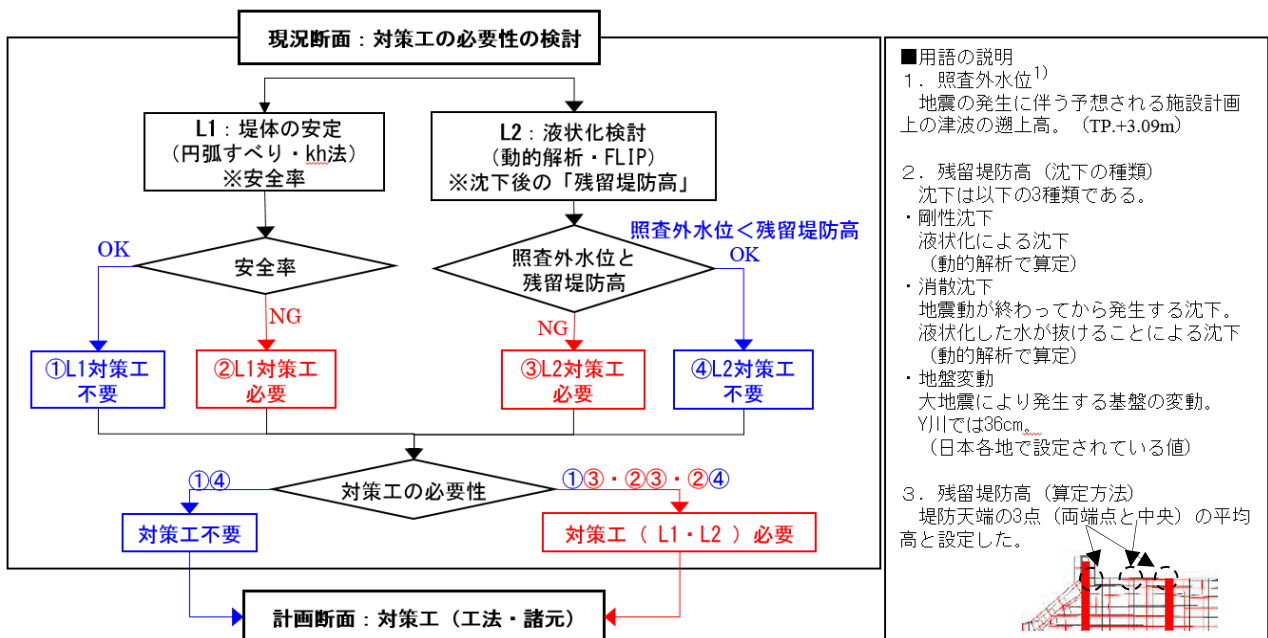 現況断面：対策工の必要性の検討
L1：堤体の安定
（円弧すべり・kh法）
※安全率
L2：液状化検討
（動的解析・FLIP）
※沈下後の「残留堤防高」
照査外水位＜残留堤防高
OK
安全率
照査外水位と
残留堤防高
OK
NG
NG
①L1対策工
不要
②L1対策工
必要
③L2対策工
必要
④L2対策工
不要
①④
対策工の必要性
①③・②③・②④
対策工不要
対策工（L1・L2）必要
計画断面：対策工（工法・諸元）
■用語の説明
１．照査外水位1)
地震の発生に伴う予想される施設計画
上の津波の遡上高。（TP.+3.09m）
２．残留堤防高（沈下の種類）
沈下は以下の3種類である。
・剛性沈下
液状化による沈下
（動的解析で算定）
・消散沈下
地震動が終わってから発生する沈下。
液状化した水が抜けることによる沈下
（動的解析で算定）
・地盤変動
大地震により発生する基盤の変動。
Y川では36cm。
（日本各地で設定されている値）
３．残留堤防高（算定方法）
堤防天端の3点（両端点と中央）の平均
高と設定した。